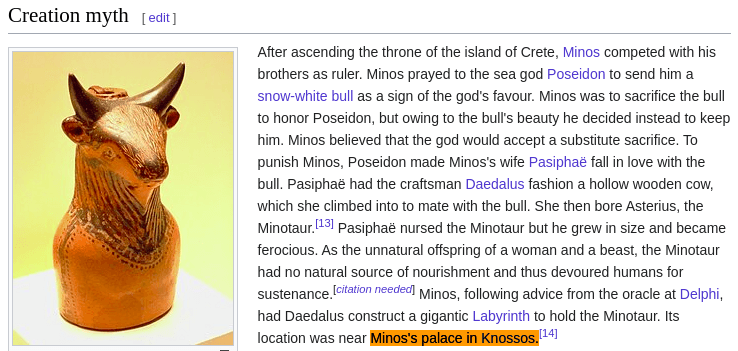 Creation myth [ edit ]
After ascending the throne of the island of Crete, Minos competed with his
brothers as ruler. Minos prayed to the sea god Poseidon to send him a
snow-white bull as a sign of the god's favour. Minos was to sacrifice the bull
to honor Poseidon, but owing to the bull's beauty he decided instead to keep
him. Minos believed that the god would accept a substitute sacrifice. To
punish Minos, Poseidon made Minos's wife Pasiphaë fall in love with the
bull. Pasiphaë had the craftsman Daedalus fashion a hollow wooden cow,
which she climbed into to mate with the bull. She then bore Asterius, the
Minotaur.[13] Pasiphaë nursed the Minotaur but he grew in size and became
ferocious. As the unnatural offspring of a woman and a beast, the Minotaur
had no natural source of nourishment and thus devoured humans for
sustenance.[citation needed] Minos, following advice from the oracle at Delphi,
had Daedalus construct a gigantic Labyrinth to hold the Minotaur. Its
location was near Minos's palace in Knossos.[14]